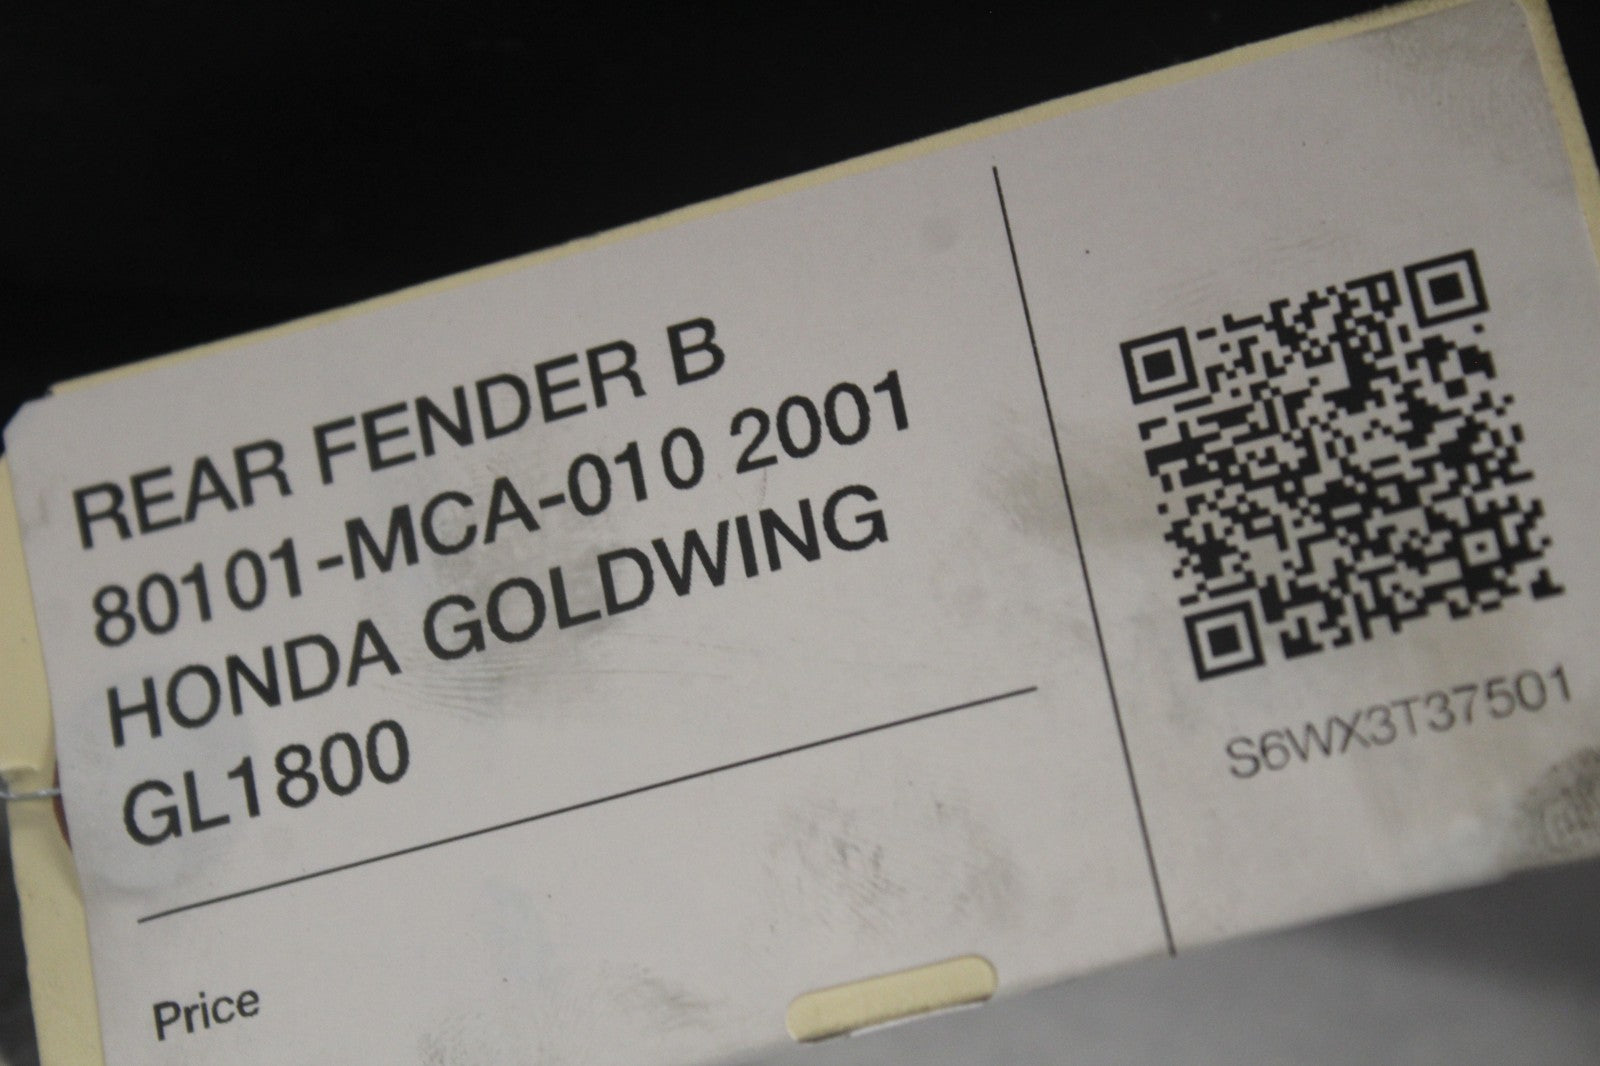 REAR FENDER B
80101-MCA-010 2001
HONDA GOLDWING
GL1800
Price
S6WX3T37501